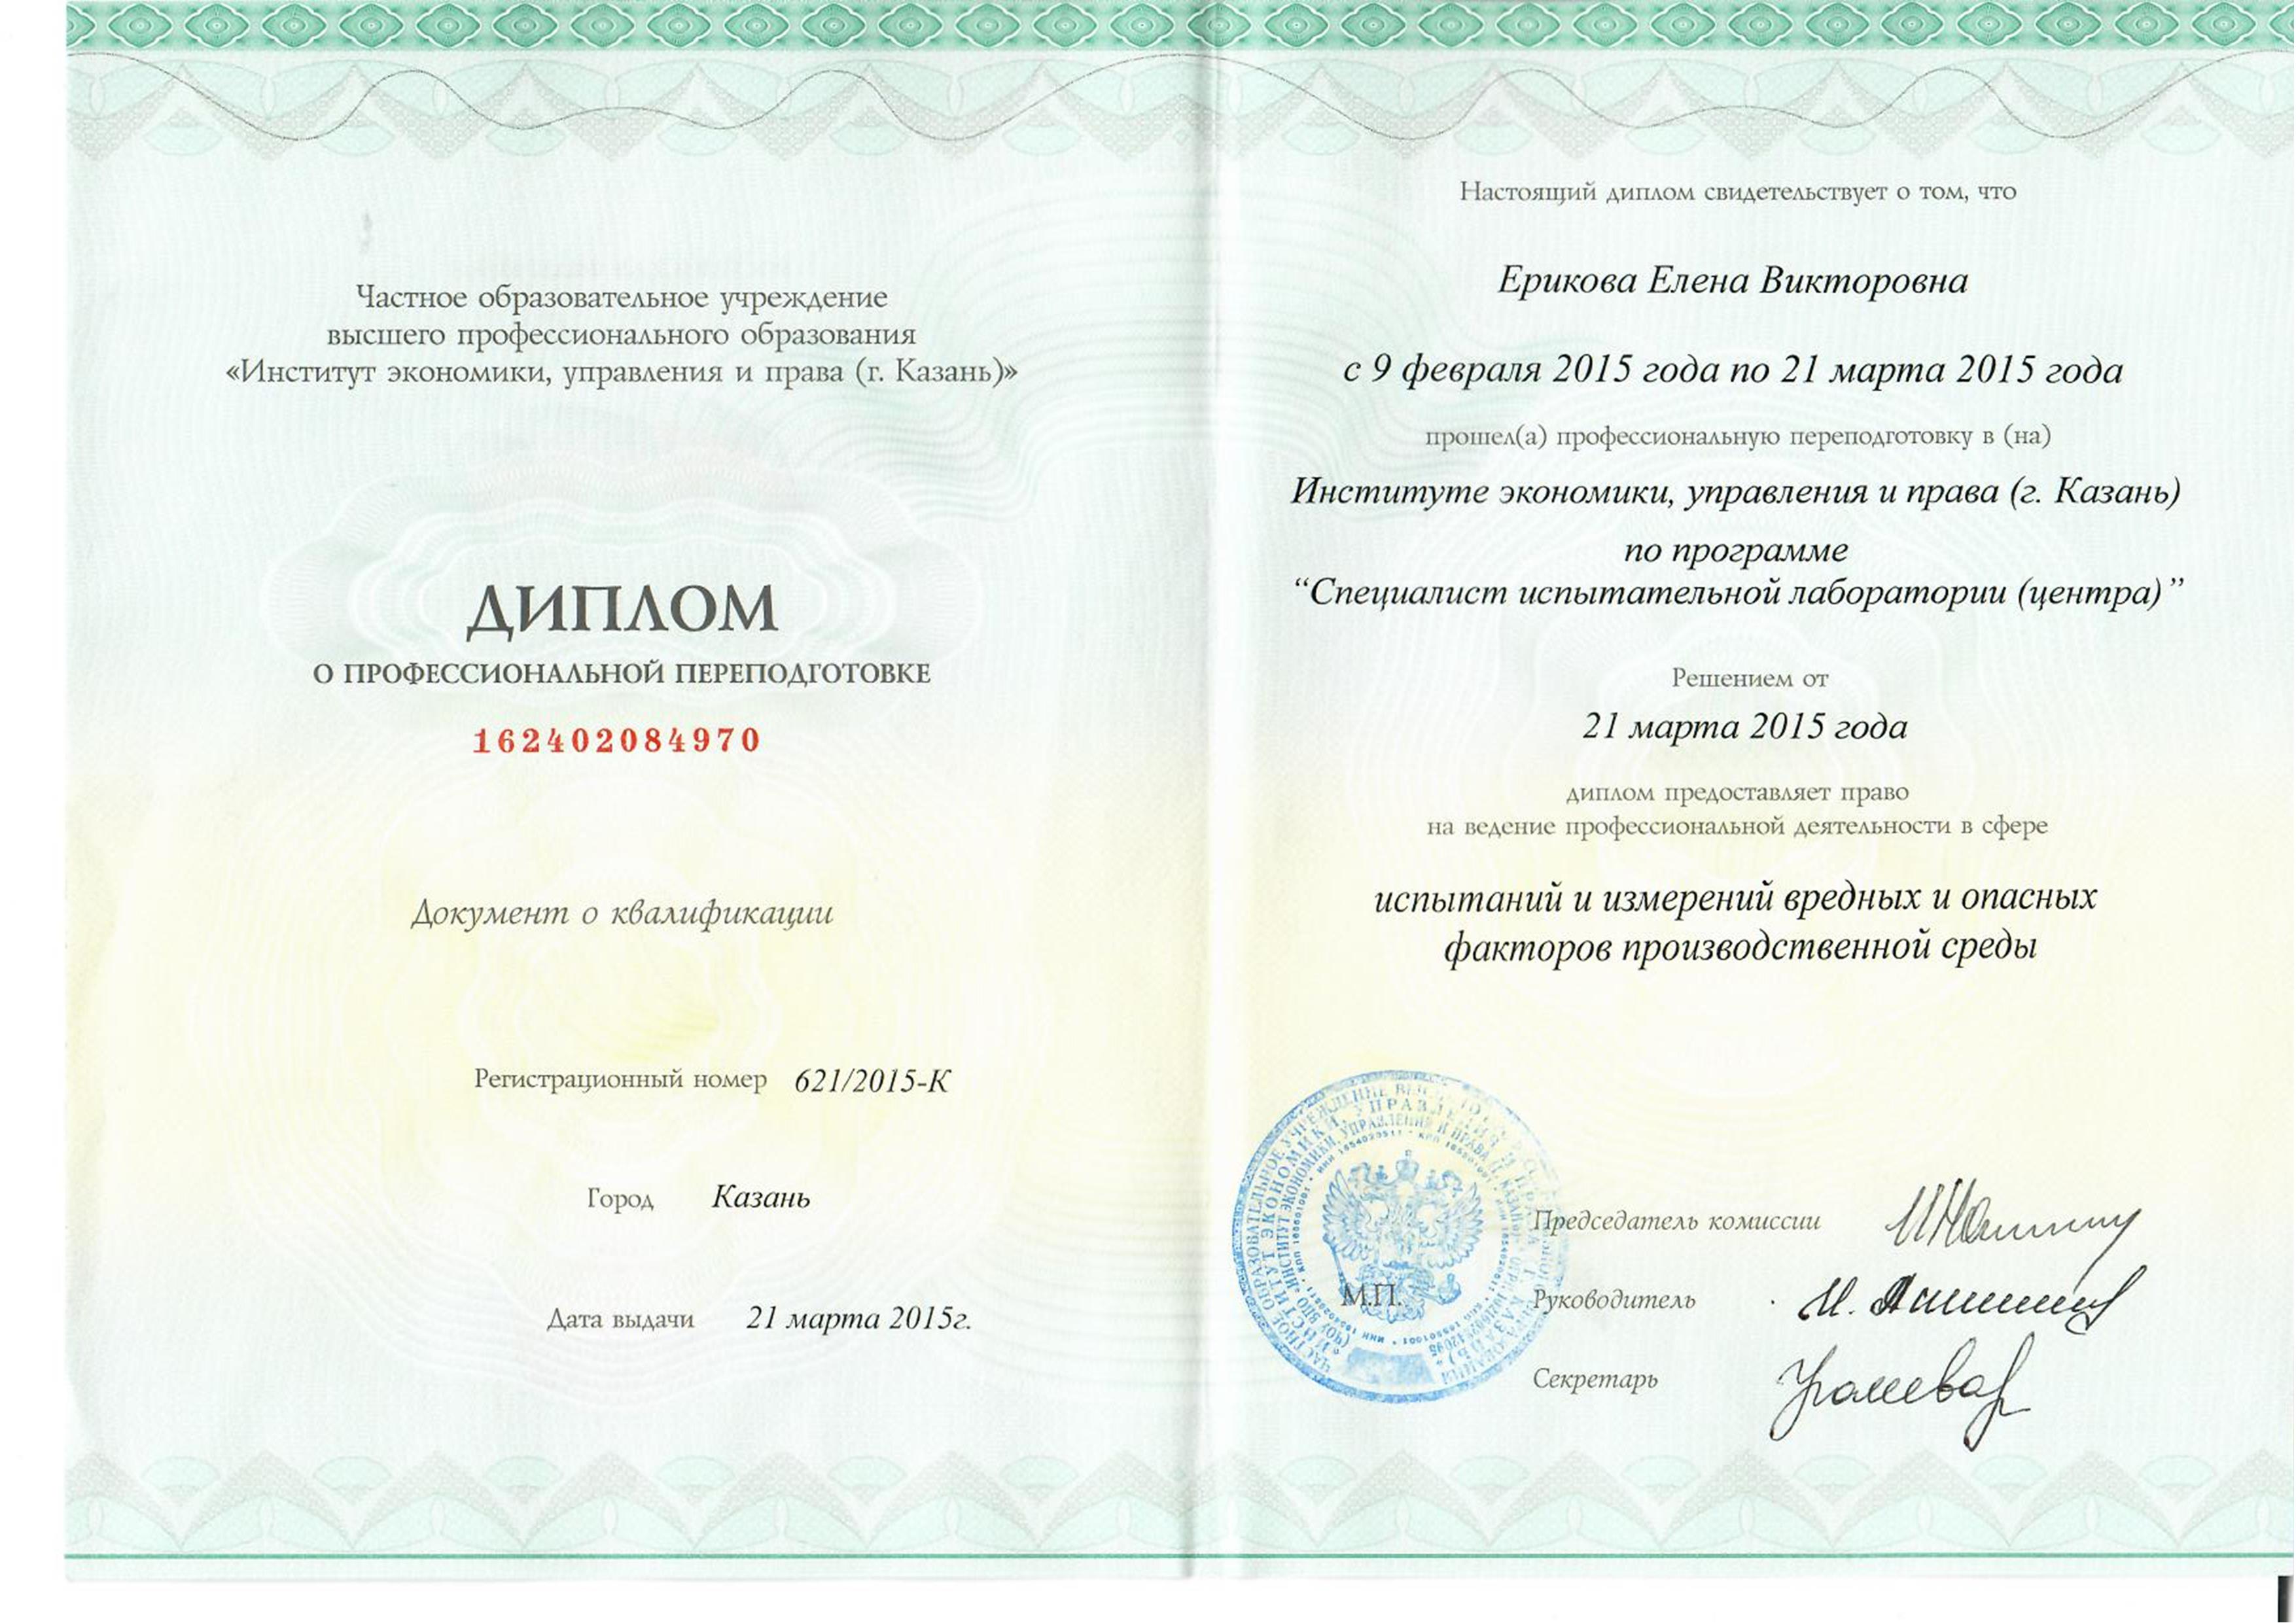 Частное образовательное учреждение
высшего профессионального образования
«Институт экономики, управления и права (г. Казань)»
ДИПЛОМ
О ПРОФЕССИОНАЛЬНОЙ ПЕРЕПОДГОТОВКЕ
162402084970
Документ о квалификации
Регистрационный номер 621/2015-К
Город Казань
Дата выдачи 21 марта 2015г.
Настоящий диплом свидетельствует о том, что
Ерикова Елена Викторовна
с 9 февраля 2015 года по 21 марта 2015 года
прошел(а) профессиональную переподготовку в (на)
Институте экономики, управления и права (г. Казань)
по программе
“Специалист испытательной лаборатории (центра)”
Решением от
21 марта 2015 года
диплом предоставляет право
на ведение профессиональной деятельности в сфере
испытаний и измерений вредных и опасных
факторов производственной среды
Председатель комиссии
М.П. Руководитель
Секретарь